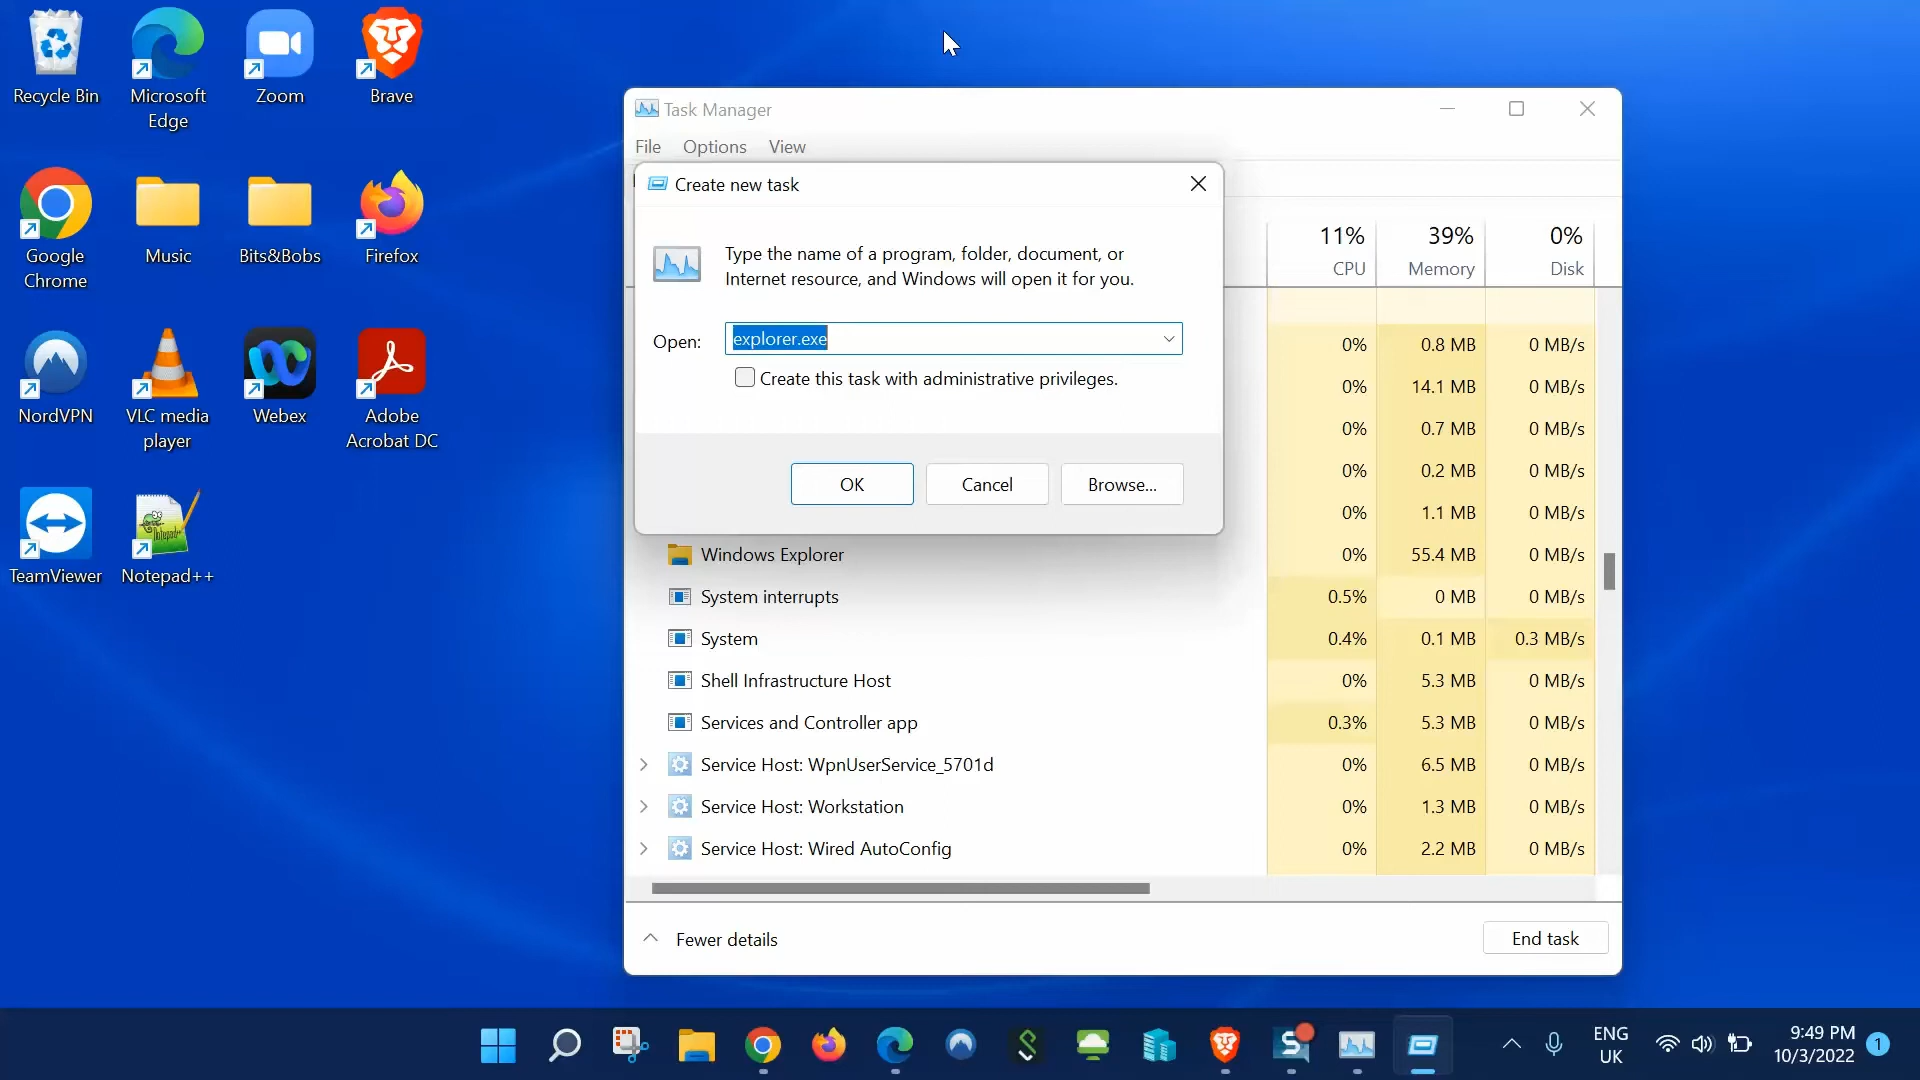 Recycle Bin
Microsoft
Edge
Zoom
Brave
Google
Chrome
Music
Bits&Bobs
Firefox
NordVPN
VLC media
player
Webex
Adobe
Acrobat DC
TeamViewer
Notepad++
Task Manager
File Options View
Create new task
Type the name of a program, folder, document, or
Internet resource, and Windows will open it for you.
Open: explorer.exe
Create this task with administrative privileges.
OK Cancel Browse...
11% 39% 0%
CPU Memory Disk
0% 0.8 MB 0 MB/s
0% 14.1 MB 0 MB/s
0% 0.7 MB 0 MB/s
0% 0.2 MB 0 MB/s
0% 1.1 MB 0 MB/s
Windows Explorer 0% 55.4 MB 0 MB/s
System interrupts 0.5% 0 MB 0 MB/s
System 0.4% 0.1 MB 0.3 MB/s
Shell Infrastructure Host 0% 5.3 MB 0 MB/s
Services and Controller app 0.3% 5.3 MB 0 MB/s
Service Host: WpnUserService_5701d 0% 6.5 MB 0 MB/s
Service Host: Workstation 0% 1.3 MB 0 MB/s
Service Host: Wired AutoConfig 0% 2.2 MB 0 MB/s
Fewer details
End task
ENG
UK
9:49 PM
10/3/2022
1